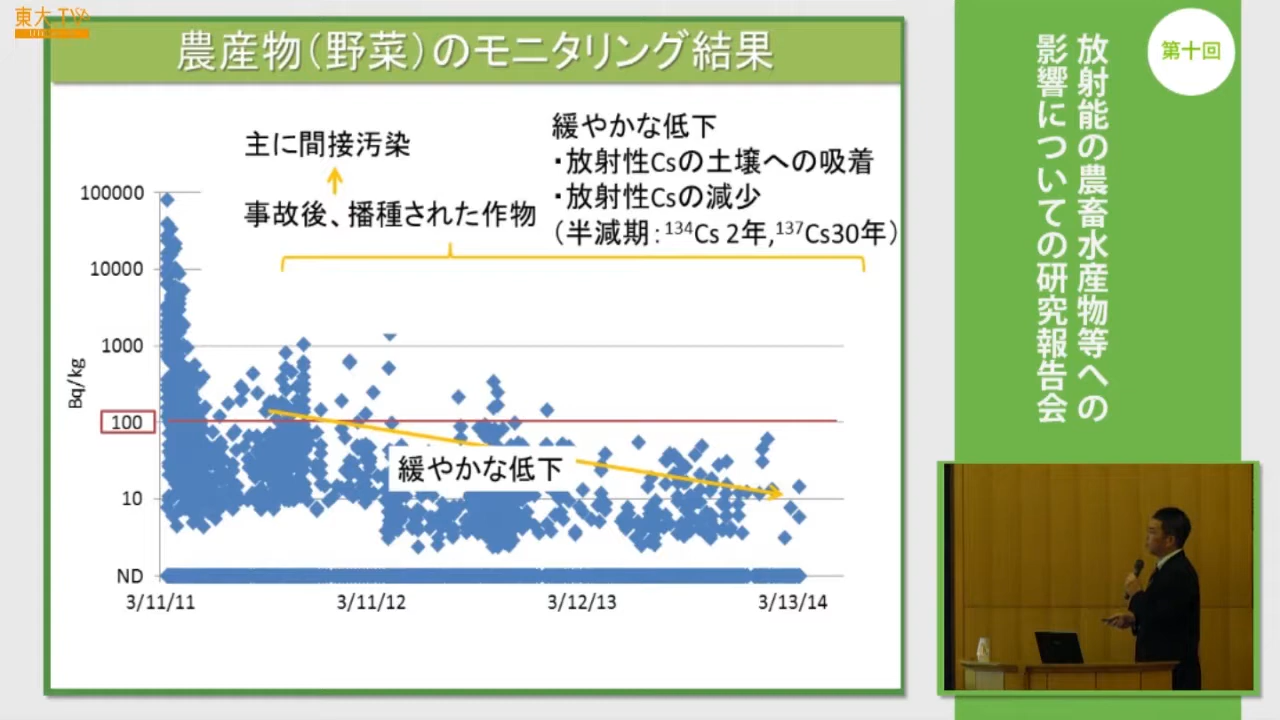 東大TV
農産物(野菜)のモニタリング結果
主に間接汚染
事故後、播種された作物
緩やかな低下
・放射性Csの土壌への吸着
・放射性Csの減少
(半減期:¹³⁴Cs 2年,¹³⁷Cs30年)
100000
10000
1000
100
10
ND
Bq/kg
緩やかな低下
3/11/11
3/11/12
3/12/13
3/13/14
第十回
放射能の農畜水産物等への
影響についての研究報告会